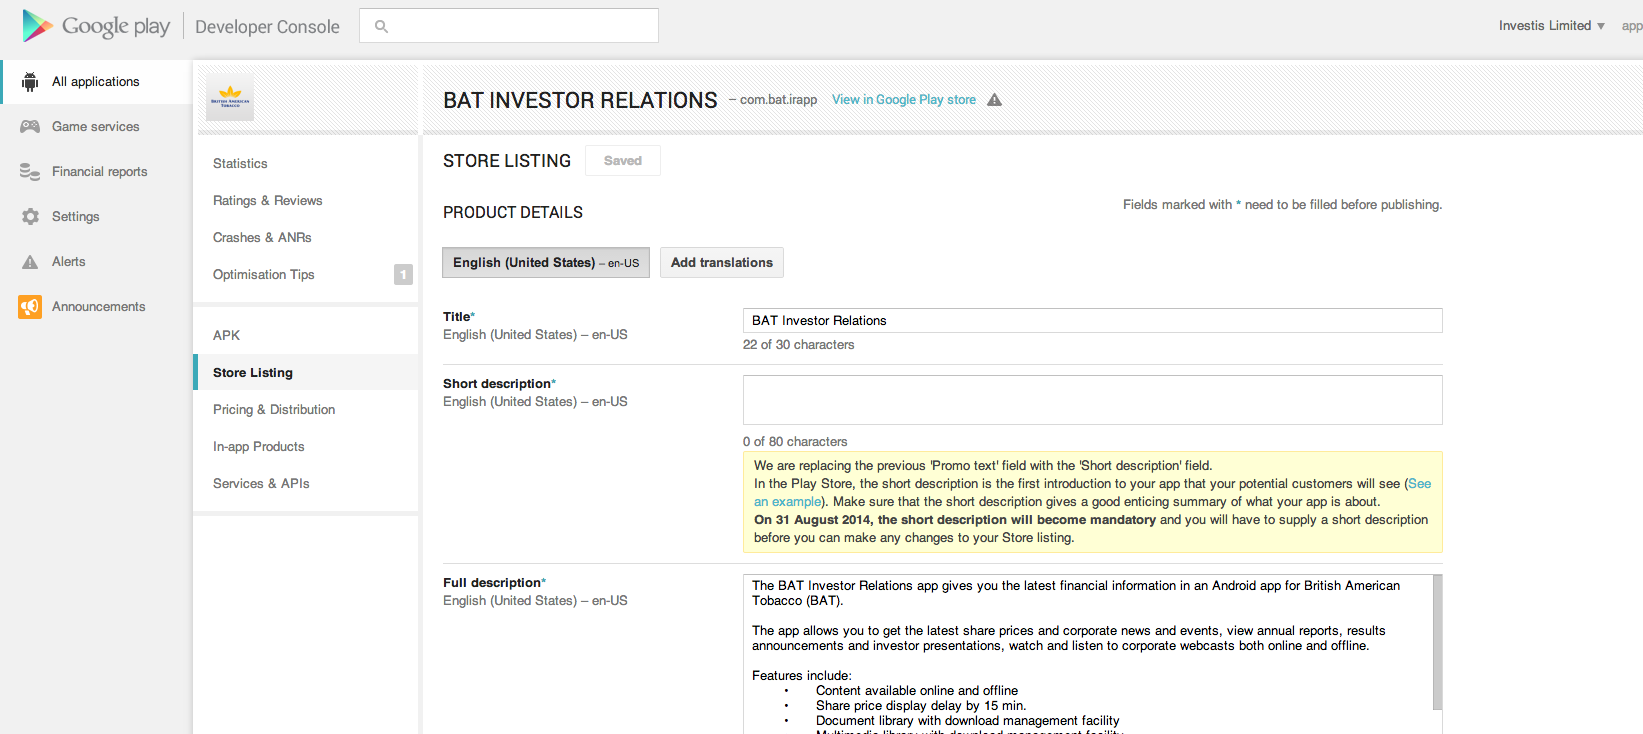 Google play
Developer Console
Investis Limited ▼
app
All applications
Game services
Financial reports
Settings
Alerts
Announcements
BRITISH AMERICAN
TOBACCO
BAT INVESTOR RELATIONS – com.bat.irapp View in Google Play store
Statistics
Ratings & Reviews
Crashes & ANRs
Optimisation Tips 1
APK
Store Listing
Pricing & Distribution
In-app Products
Services & APIs
STORE LISTING Saved
Fields marked with * need to be filled before publishing.
PRODUCT DETAILS
English (United States) – en-US Add translations
Title*
English (United States) – en-US
BAT Investor Relations
22 of 30 characters
Short description*
English (United States) – en-US
0 of 80 characters
We are replacing the previous 'Promo text' field with the 'Short description' field.
In the Play Store, the short description is the first introduction to your app that your potential customers will see (See
an example). Make sure that the short description gives a good enticing summary of what your app is about.
On 31 August 2014, the short description will become mandatory and you will have to supply a short description
before you can make any changes to your Store listing.
Full description*
English (United States) – en-US
The BAT Investor Relations app gives you the latest financial information in an Android app for British American
Tobacco (BAT).
The app allows you to get the latest share prices and corporate news and events, view annual reports, results
announcements and investor presentations, watch and listen to corporate webcasts both online and offline.
Features include:
• Content available online and offline
• Share price display delay by 15 min.
• Document library with download management facility
• Multimedia library with download management facility